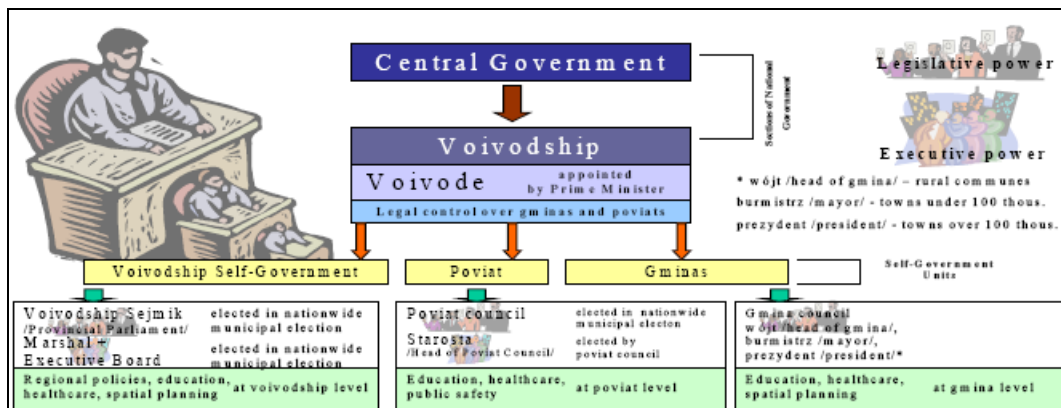 Central Government
Sections of National
Government
Legislative power
Executive power
Voivodship
Voivode
appointed
by Prime Minister
Legal control over gminas and poviats
* wójt /head of gmina/ – rural communes
burmistrz /mayor/ - towns under 100 thous.
prezydent /president/ - towns over 100 thous.
Voivodship Self-Government
Poviat
Gminas
Self-Government
Units
Voivodship Sejmik
/Provincial Parliament/
elected in nationwide
municipal election
Marshal +
Executive Board
elected in nationwide
municipal election
Regional policies, education,
healthcare, spatial planning
at voivodship level
Poviat council
elected in nationwide
municipal electon
Starosta
/Head of Poviat Council/
elected by
poviat council
Education, healthcare,
public safety
at poviat level
Gmina council
wójt /head of gmina/,
burmistrz /mayor/,
prezydent /president/*
Education, healthcare,
spatial planning
at gmina level